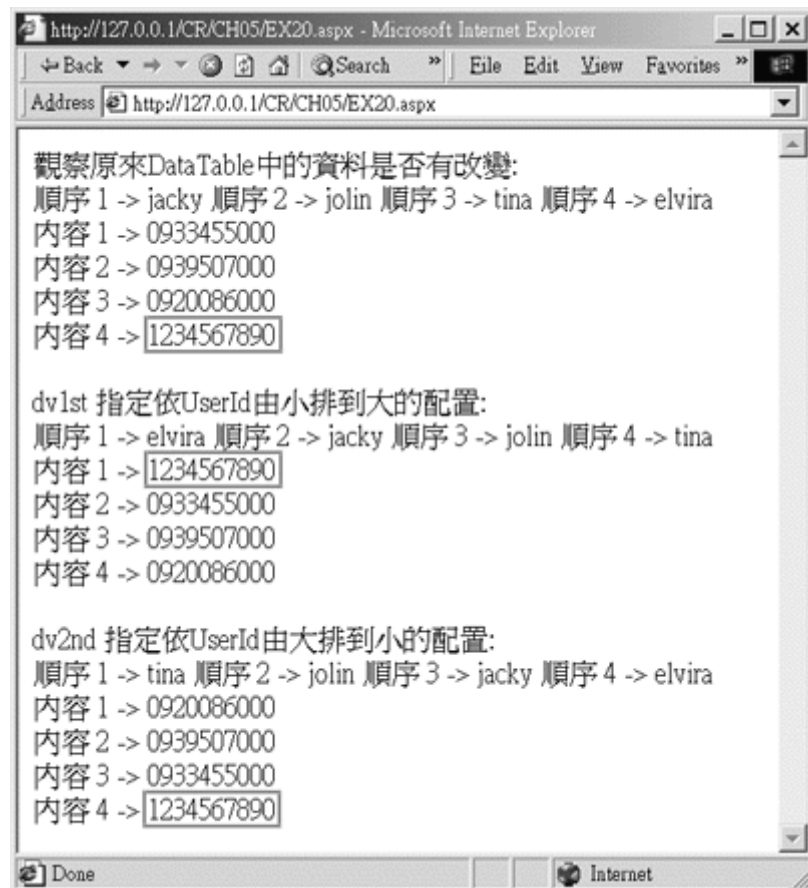 http://127.0.0.1/CR/CH05/EX20.aspx - Microsoft Internet Explorer
Back Search » File Edit View Favorites »
Address http://127.0.0.1/CR/CH05/EX20.aspx
觀察原來DataTable中的資料是否有改變:
順序 1 -> jacky 順序 2 -> jolin 順序 3 -> tina 順序 4 -> elvira
內容 1 -> 0933455000
內容 2 -> 0939507000
內容 3 -> 0920086000
內容 4 -> 1234567890
dv1st 指定依UserId由小排到大的配置:
順序 1 -> elvira 順序 2 -> jacky 順序 3 -> jolin 順序 4 -> tina
內容 1 -> 1234567890
內容 2 -> 0933455000
內容 3 -> 0939507000
內容 4 -> 0920086000
dv2nd 指定依UserId由大排到小的配置:
順序 1 -> tina 順序 2 -> jolin 順序 3 -> jacky 順序 4 -> elvira
內容 1 -> 0920086000
內容 2 -> 0939507000
內容 3 -> 0933455000
內容 4 -> 1234567890
Done Internet